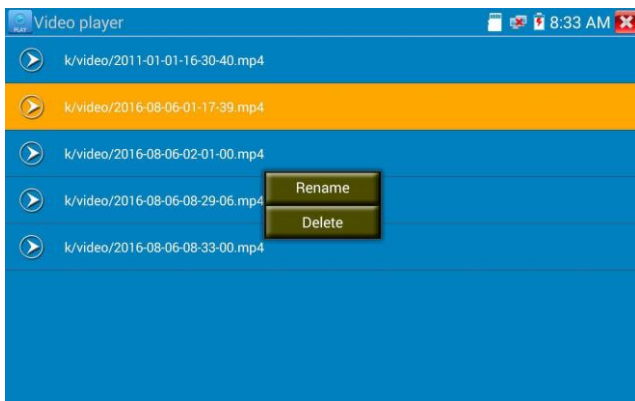 PLAY
Video player
8:33 AM
k/video/2011-01-01-16-30-40.mp4
k/video/2016-08-06-01-17-39.mp4
k/video/2016-08-06-02-01-00.mp4
k/video/2016-08-06-08-29-06.mp4
k/video/2016-08-06-08-33-00.mp4
Rename
Delete